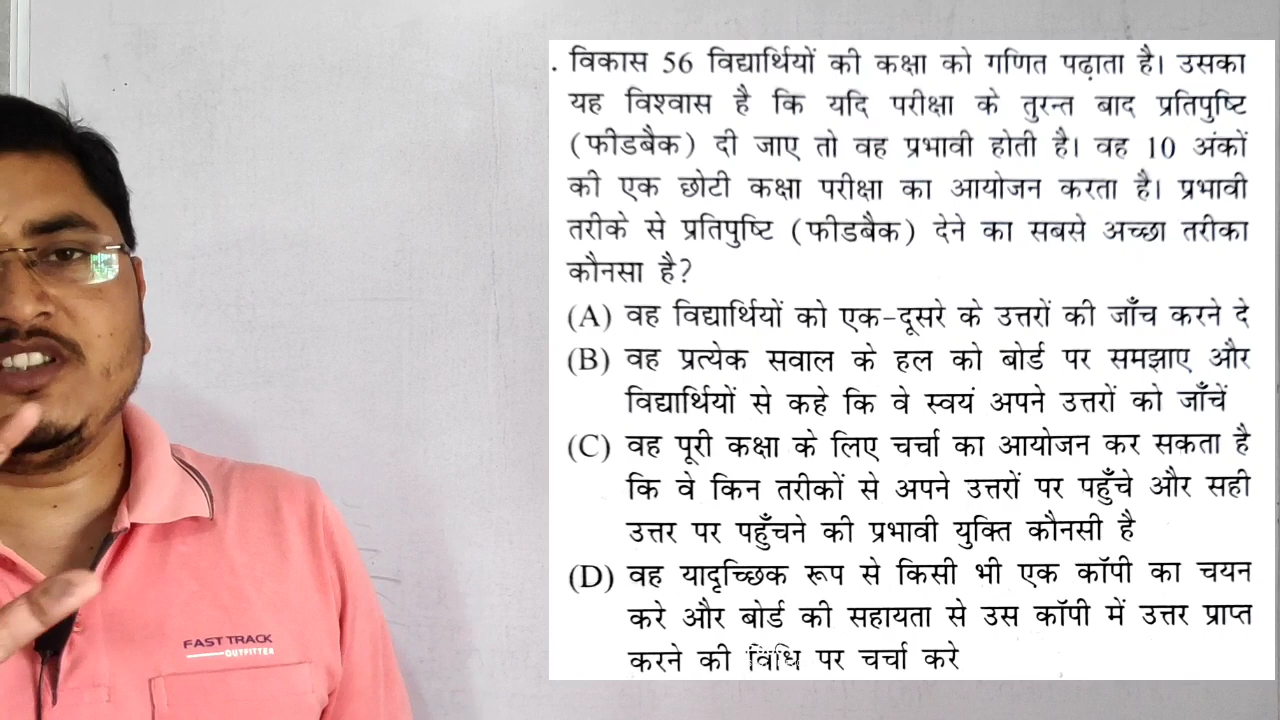 . विकास 56 विद्यार्थियों की कक्षा को गणित पढ़ाता है। उसका
यह विश्वास है कि यदि परीक्षा के तुरन्त बाद प्रतिपुष्टि
(फीडबैक) दी जाए तो वह प्रभावी होती है। वह 10 अंकों
की एक छोटी कक्षा परीक्षा का आयोजन करता है। प्रभावी
तरीके से प्रतिपुष्टि (फीडबैक) देने का सबसे अच्छा तरीका
कौनसा है?
(A) वह विद्यार्थियों को एक-दूसरे के उत्तरों की जाँच करने दे
(B) वह प्रत्येक सवाल के हल को बोर्ड पर समझाए और
विद्यार्थियों से कहे कि वे स्वयं अपने उत्तरों को जाँचें
(C) वह पूरी कक्षा के लिए चर्चा का आयोजन कर सकता है
कि वे किन तरीकों से अपने उत्तरों पर पहुँचे और सही
उत्तर पर पहुँचने की प्रभावी युक्ति कौनसी है
(D) वह यादृच्छिक रूप से किसी भी एक कॉपी का चयन
करे और बोर्ड की सहायता से उस कॉपी में उत्तर प्राप्त
करने की विधि पर चर्चा करे
FAST TRACK
OUTFITTER